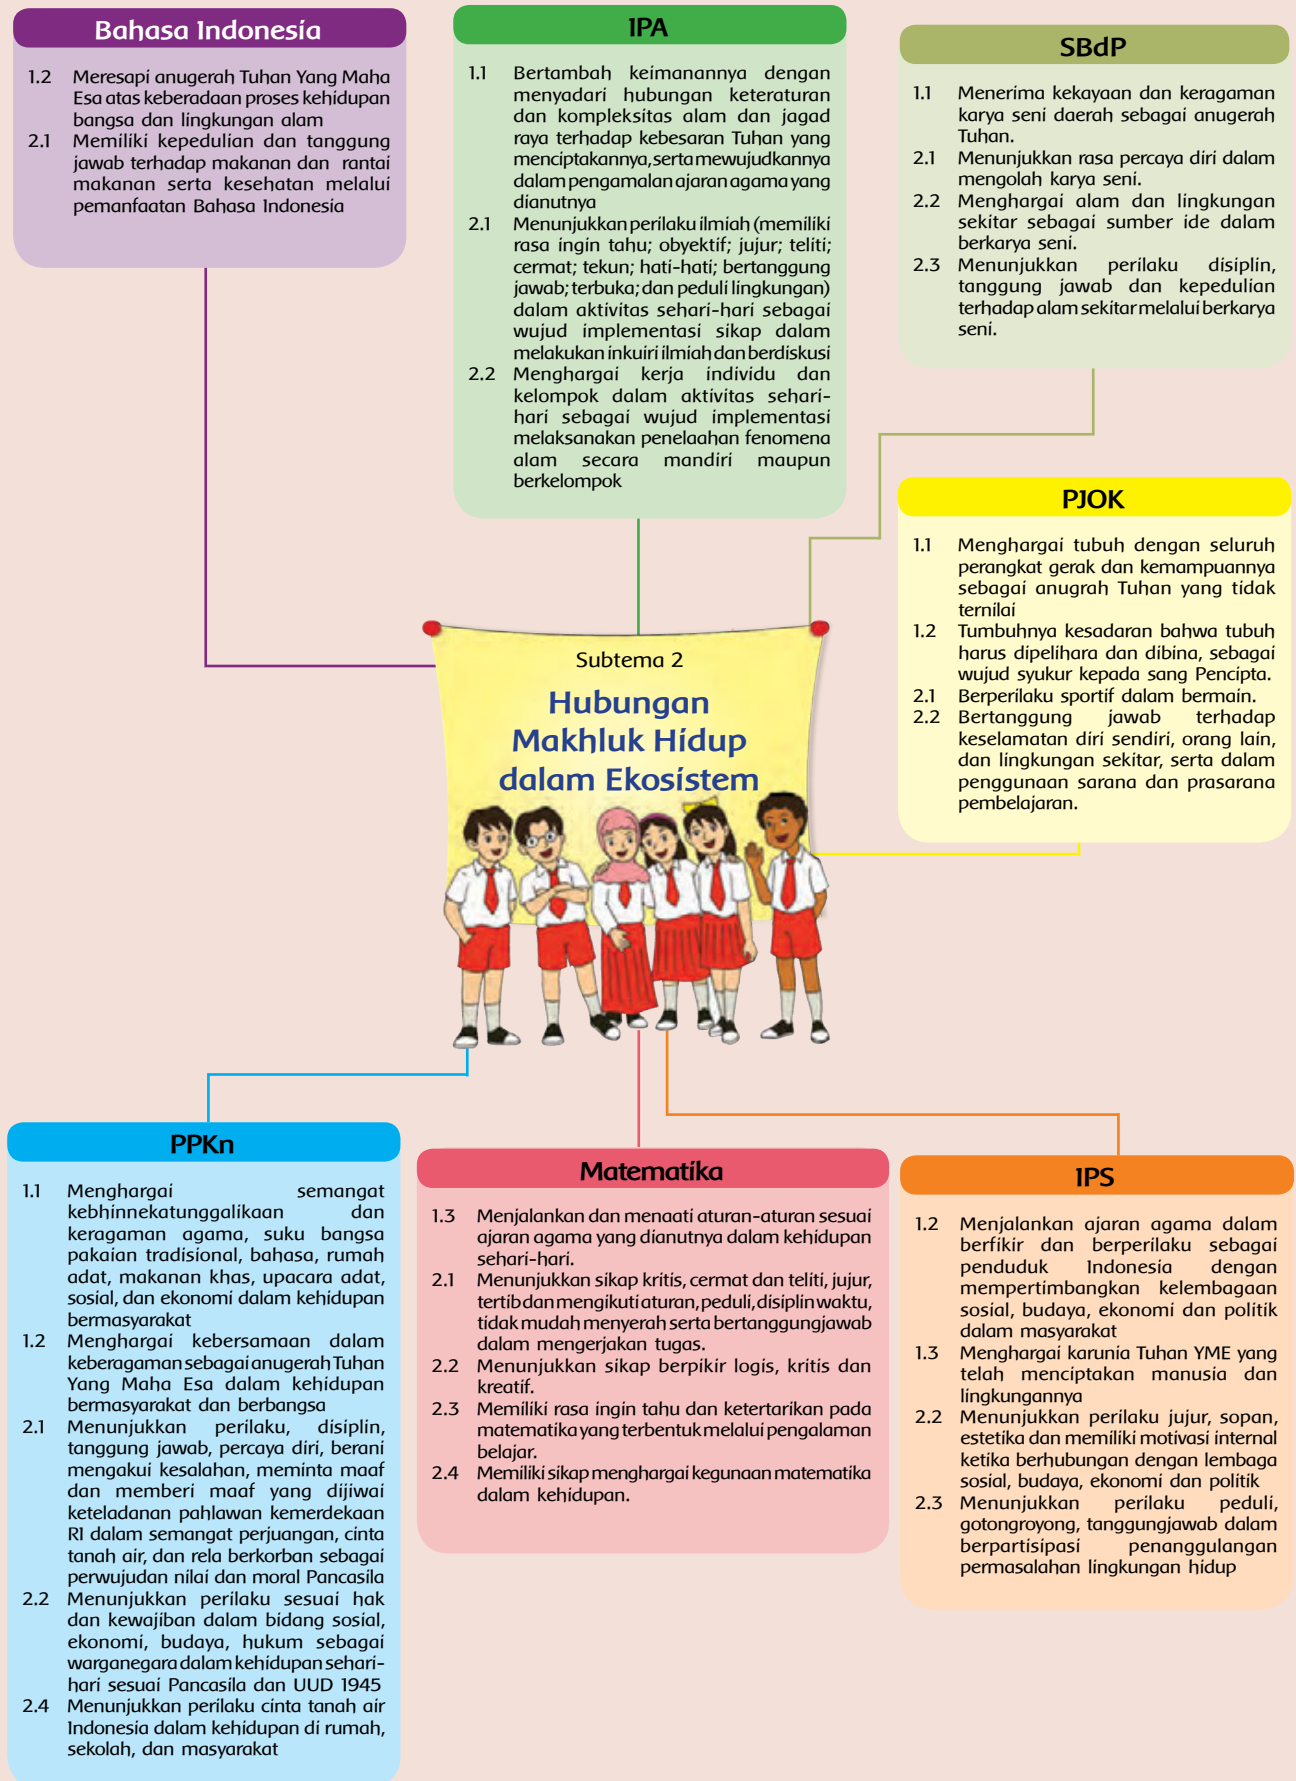 Bahasa Indonesia
1.2 Meresapi anugerah Tuhan Yang Maha
Esa atas keberadaan proses kehidupan
bangsa dan lingkungan alam
2.1 Memiliki kepedulian dan tanggung
jawab terhadap makanan dan rantai
makanan serta kesehatan melalui
pemanfaatan Bahasa Indonesia
IPA
1.1 Bertambah keimanannya dengan
menyadari hubungan keteraturan
dan kompleksitas alam dan jagad
raya terhadap kebesaran Tuhan yang
menciptakannya, serta mewujudkannya
dalam pengamalan ajaran agama yang
dianutnya
2.1 Menunjukkan perilaku ilmiah (memiliki
rasa ingin tahu; obyektif; jujur; teliti;
cermat; tekun; hati-hati; bertanggung
jawab; terbuka; dan peduli lingkungan)
dalam aktivitas sehari-hari sebagai
wujud implementasi sikap dalam
melakukan inkuiri ilmiah dan berdiskusi
2.2 Menghargai kerja individu dan
kelompok dalam aktivitas sehari-
hari sebagai wujud implementasi
melaksanakan penelaahan fenomena
alam secara mandiri maupun
berkelompok
SBdP
1.1 Menerima kekayaan dan keragaman
karya seni daerah sebagai anugerah
Tuhan.
2.1 Menunjukkan rasa percaya diri dalam
mengolah karya seni.
2.2 Menghargai alam dan lingkungan
sekitar sebagai sumber ide dalam
berkarya seni.
2.3 Menunjukkan perilaku disiplin,
tanggung jawab dan kepedulian
terhadap alam sekitar melalui berkarya
seni.
PJOK
1.1 Menghargai tubuh dengan seluruh
perangkat gerak dan kemampuannya
sebagai anugrah Tuhan yang tidak
ternilai
1.2 Tumbuhnya kesadaran bahwa tubuh
harus dipelihara dan dibina, sebagai
wujud syukur kepada sang Pencipta.
2.1 Berperilaku sportif dalam bermain.
2.2 Bertanggung jawab terhadap
keselamatan diri sendiri, orang lain,
dan lingkungan sekitar, serta dalam
penggunaan sarana dan prasarana
pembelajaran.
Subtema 2
Hubungan
Makhluk Hidup
dalam Ekosistem
PPKn
1.1 Menghargai semangat
kebhinnekatunggalikaan dan
keragaman agama, suku bangsa
pakaian tradisional, bahasa, rumah
adat, makanan khas, upacara adat,
sosial, dan ekonomi dalam kehidupan
bermasyarakat
1.2 Menghargai kebersamaan dalam
keberagaman sebagai anugerah Tuhan
Yang Maha Esa dalam kehidupan
bermasyarakat dan berbangsa
2.1 Menunjukkan perilaku, disiplin,
tanggung jawab, percaya diri, berani
mengakui kesalahan, meminta maaf
dan memberi maaf yang dijiwai
keteladanan pahlawan kemerdekaan
RI dalam semangat perjuangan, cinta
tanah air, dan rela berkorban sebagai
perwujudan nilai dan moral Pancasila
2.2 Menunjukkan perilaku sesuai hak
dan kewajiban dalam bidang sosial,
ekonomi, budaya, hukum sebagai
warganegara dalam kehidupan sehari-
hari sesuai Pancasila dan UUD 1945
2.4 Menunjukkan perilaku cinta tanah air
Indonesia dalam kehidupan di rumah,
sekolah, dan masyarakat
Matematika
1.3 Menjalankan dan menaati aturan-aturan sesuai
ajaran agama yang dianutnya dalam kehidupan
sehari-hari.
2.1 Menunjukkan sikap kritis, cermat dan teliti, jujur,
tertib dan mengikuti aturan, peduli, disiplin waktu,
tidak mudah menyerah serta bertanggungjawab
dalam mengerjakan tugas.
2.2 Menunjukkan sikap berpikir logis, kritis dan
kreatif.
2.3 Memiliki rasa ingin tahu dan ketertarikan pada
matematika yang terbentuk melalui pengalaman
belajar.
2.4 Memiliki sikap menghargai kegunaan matematika
dalam kehidupan.
IPS
1.2 Menjalankan ajaran agama dalam
berfikir dan berperilaku sebagai
penduduk Indonesia dengan
mempertimbangkan kelembagaan
sosial, budaya, ekonomi dan politik
dalam masyarakat
1.3 Menghargai karunia Tuhan YME yang
telah menciptakan manusia dan
lingkungannya
2.2 Menunjukkan perilaku jujur, sopan,
estetika dan memiliki motivasi internal
ketika berhubungan dengan lembaga
sosial, budaya, ekonomi dan politik
2.3 Menunjukkan perilaku peduli,
gotongroyong, tanggungjawab dalam
berpartisipasi penanggulangan
permasalahan lingkungan hidup